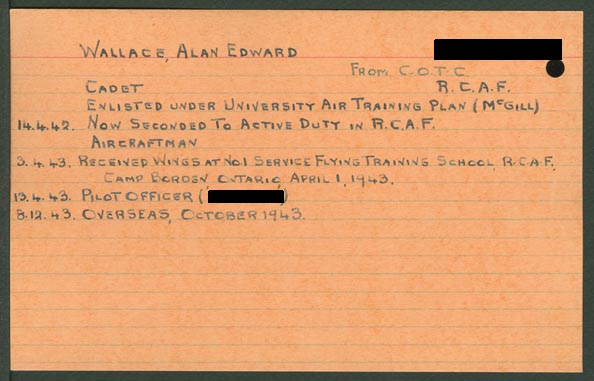 WALLACE, ALAN EDWARD
FROM C.O.T.C.
CADET R.C.A.F.
ENLISTED UNDER UNIVERSITY AIR TRAINING PLAN (MCGILL)
14.4.42. NOW SECONDED TO ACTIVE DUTY IN R.C.A.F.
AIRCRAFTMAN
3.4.43. RECEIVED WINGS AT NO.1 SERVICE FLYING TRAINING SCHOOL, R.C.A.F.,
CAMP BORDEN ONTARIO, APRIL 1, 1943.
13.4.43. PILOT OFFICER ( )
8.12.43. OVERSEAS, OCTOBER 1943.